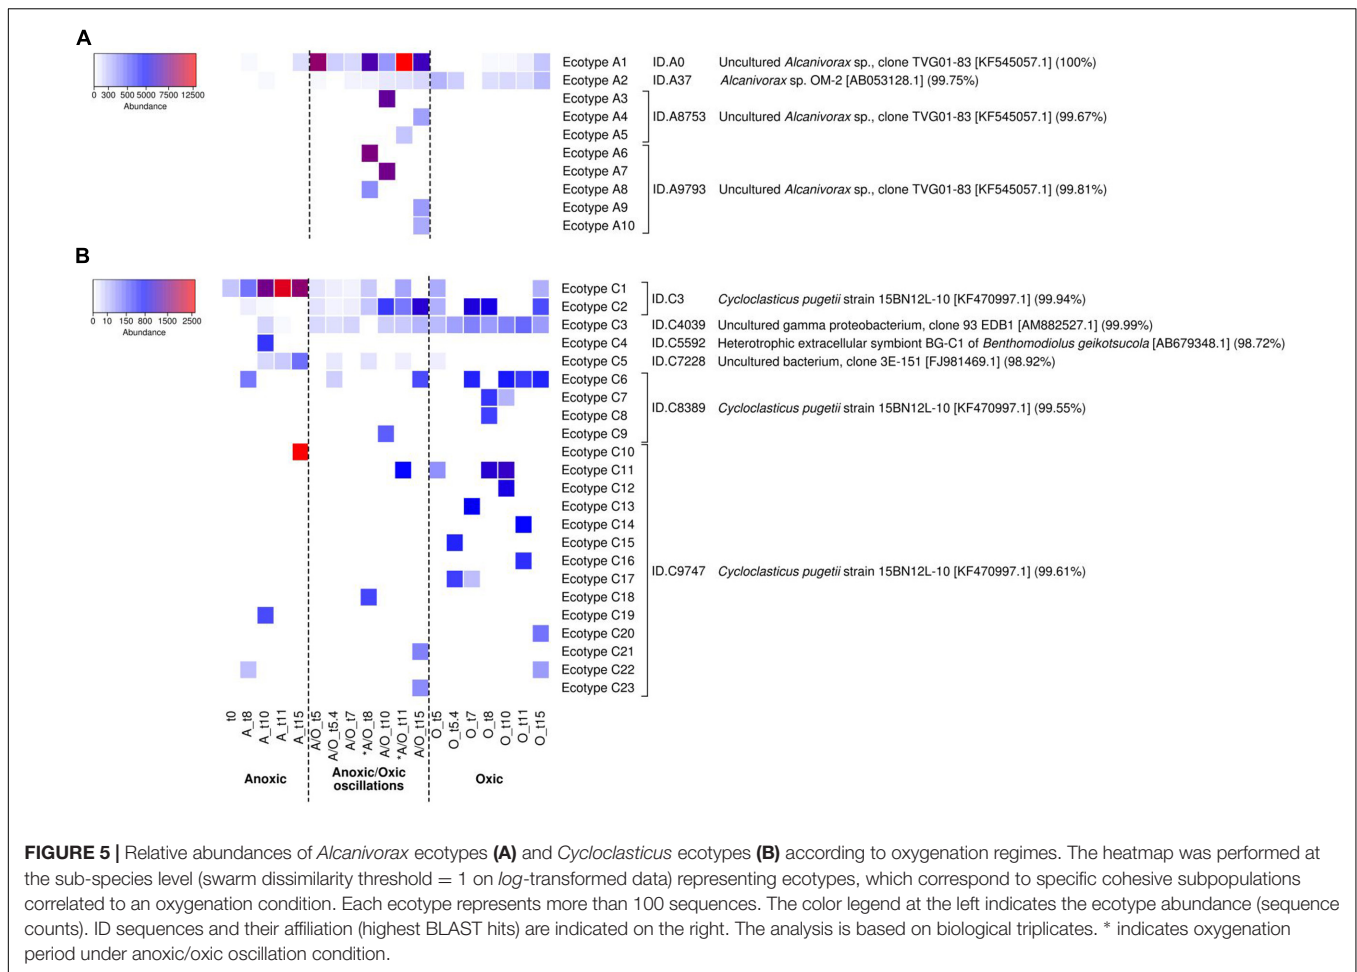 A
0 300 500 5000 7500 12500
Abundance
Ecotype A1 ID.A0 Uncultured Alcanivorax sp., clone TVG01-83 [KF545057.1] (100%)
Ecotype A2 ID.A37 Alcanivorax sp. OM-2 [AB053128.1] (99.75%)
Ecotype A3
Ecotype A4 ID.A8753 Uncultured Alcanivorax sp., clone TVG01-83 [KF545057.1] (99.67%)
Ecotype A5
Ecotype A6
Ecotype A7
Ecotype A8 ID.A9793 Uncultured Alcanivorax sp., clone TVG01-83 [KF545057.1] (99.81%)
Ecotype A9
Ecotype A10
B
0 10 150 800 1500 2500
Abundance
Ecotype C1
ID.C3 Cycloclasticus pugetii strain 15BN12L-10 [KF470997.1] (99.94%)
Ecotype C2
Ecotype C3 ID.C4039 Uncultured gamma proteobacterium, clone 93 EDB1 [AM882527.1] (99.99%)
Ecotype C4 ID.C5592 Heterotrophic extracellular symbiont BG-C1 of Benthomodiolus geikotsucola [AB679348.1] (98.72%)
Ecotype C5 ID.C7228 Uncultured bacterium, clone 3E-151 [FJ981469.1] (98.92%)
Ecotype C6
Ecotype C7
ID.C8389 Cycloclasticus pugetii strain 15BN12L-10 [KF470997.1] (99.55%)
Ecotype C8
Ecotype C9
Ecotype C10
Ecotype C11
Ecotype C12
Ecotype C13
Ecotype C14
Ecotype C15
Ecotype C16
ID.C9747 Cycloclasticus pugetii strain 15BN12L-10 [KF470997.1] (99.61%)
Ecotype C17
Ecotype C18
Ecotype C19
Ecotype C20
Ecotype C21
Ecotype C22
Ecotype C23
t0 A_t8 A_t10 A_t11 A_t15 A/O_t5 A/O_t5.4 A/O_t7 *A/O_t8 A/O_t10 *A/O_t11 A/O_t15 O_t5 O_t5.4 O_t7 O_t8 O_t10 O_t11 O_t15
Anoxic Anoxic/Oxic oscillations Oxic
FIGURE 5 | Relative abundances of Alcanivorax ecotypes (A) and Cycloclasticus ecotypes (B) according to oxygenation regimes. The heatmap was performed at
the sub-species level (swarm dissimilarity threshold = 1 on log-transformed data) representing ecotypes, which correspond to specific cohesive subpopulations
correlated to an oxygenation condition. Each ecotype represents more than 100 sequences. The color legend at the left indicates the ecotype abundance (sequence
counts). ID sequences and their affiliation (highest BLAST hits) are indicated on the right. The analysis is based on biological triplicates. * indicates oxygenation
period under anoxic/oxic oscillation condition.